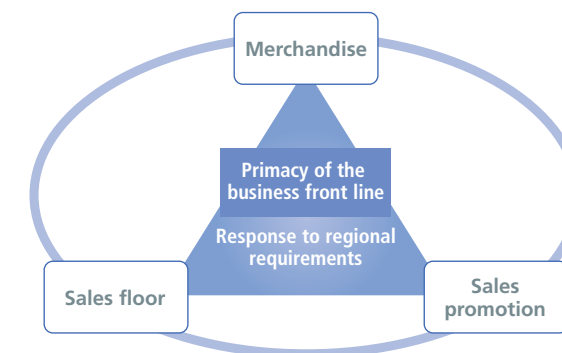 Merchandise
Primacy of the
business front line
Response to regional
requirements
Sales floor
Sales
promotion